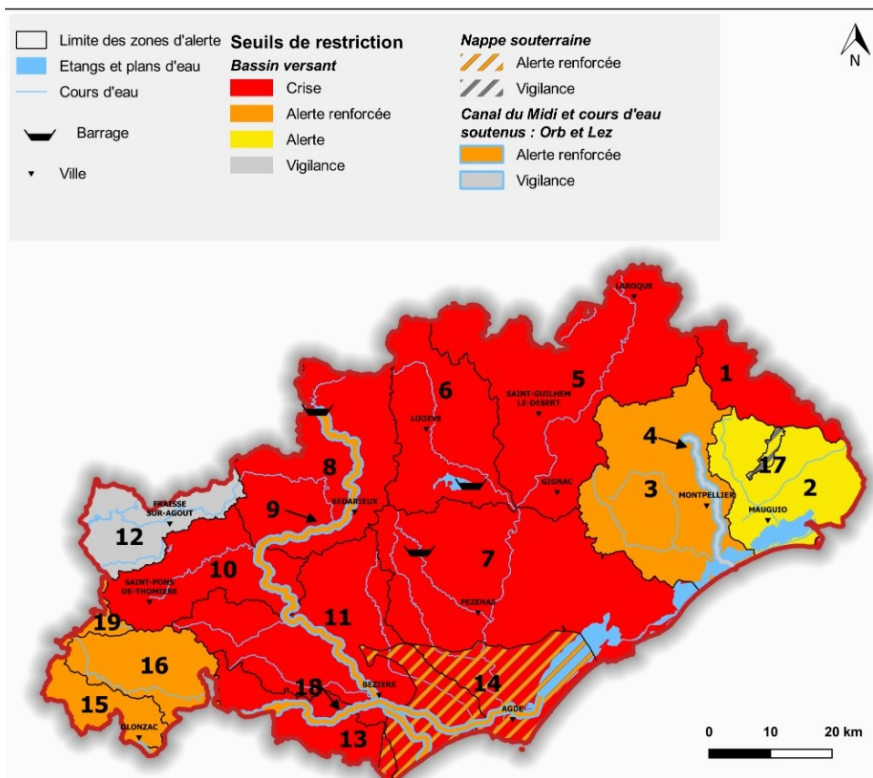 Limite des zones d'alerte
Etangs et plans d'eau
Cours d'eau
Barrage
Ville
Seuils de restriction
Bassin versant
Crise
Alerte renforcée
Alerte
Vigilance
Nappe souterraine
Alerte renforcée
Vigilance
Canal du Midi et cours d'eau
soutenus : Orb et Lez
Alerte renforcée
Vigilance
N
LAROQUE
1
5
6
SAINT-GUILHEM
LE-DESERT
LODEVE
4
8
17
3
GIGNAC
MONTPELLIER
2
MAUGUIO
FRAISSE
SUR-AGOUT
9
BEDARIEUX
12
7
10
SAINT-PONS
DE-THOMIERE
PEZENAS
19
11
16
18
BEZIERS
14
AGDE
15
OLONZAC
13
0
10
20 km